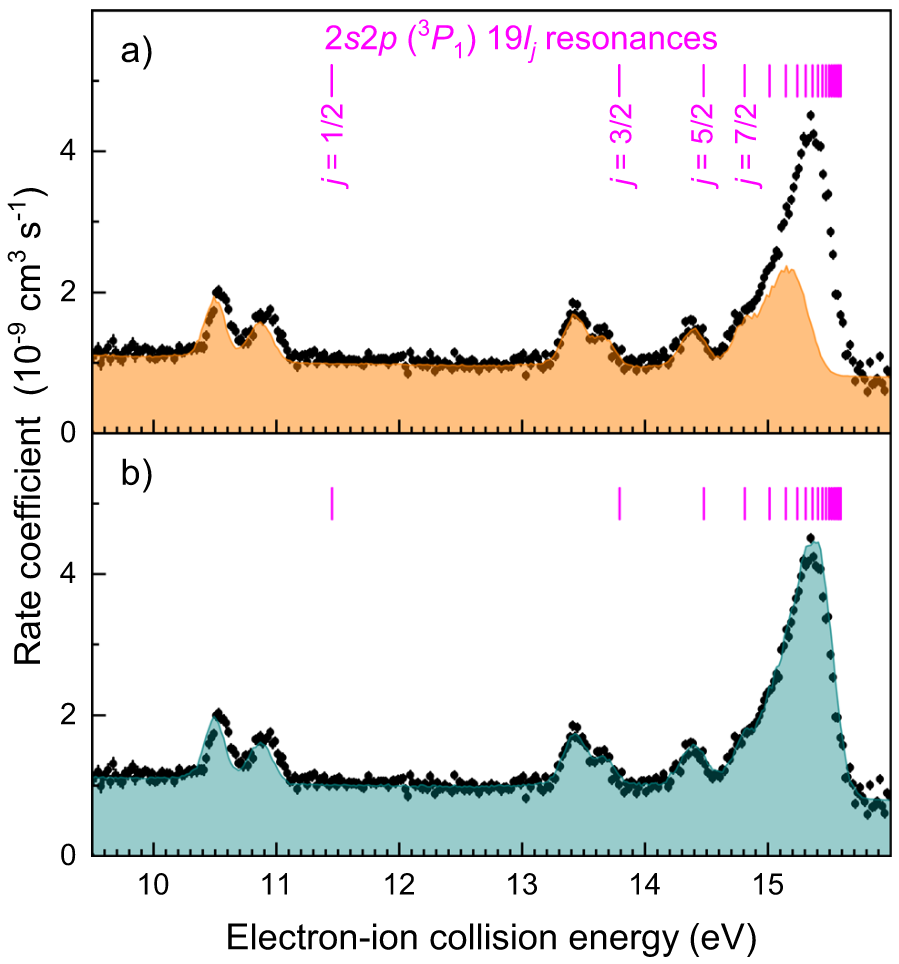 a)
2s2p (³P₁) 19lⱼ resonances
j = 1/2
j = 3/2
j = 5/2
j = 7/2
4
2
0
b)
4
2
0
10 11 12 13 14 15
Rate coefficient (10⁻⁹ cm³ s⁻¹)
Electron-ion collision energy (eV)